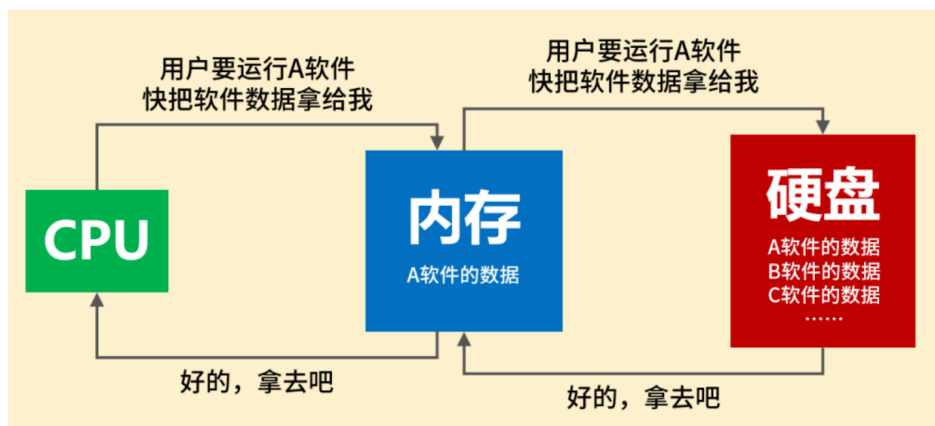 用户要运行A软件
快把软件数据拿给我
用户要运行A软件
快把软件数据拿给我
CPU
内存
A软件的数据
硬盘
A软件的数据
B软件的数据
C软件的数据
……
好的，拿去吧
好的，拿去吧